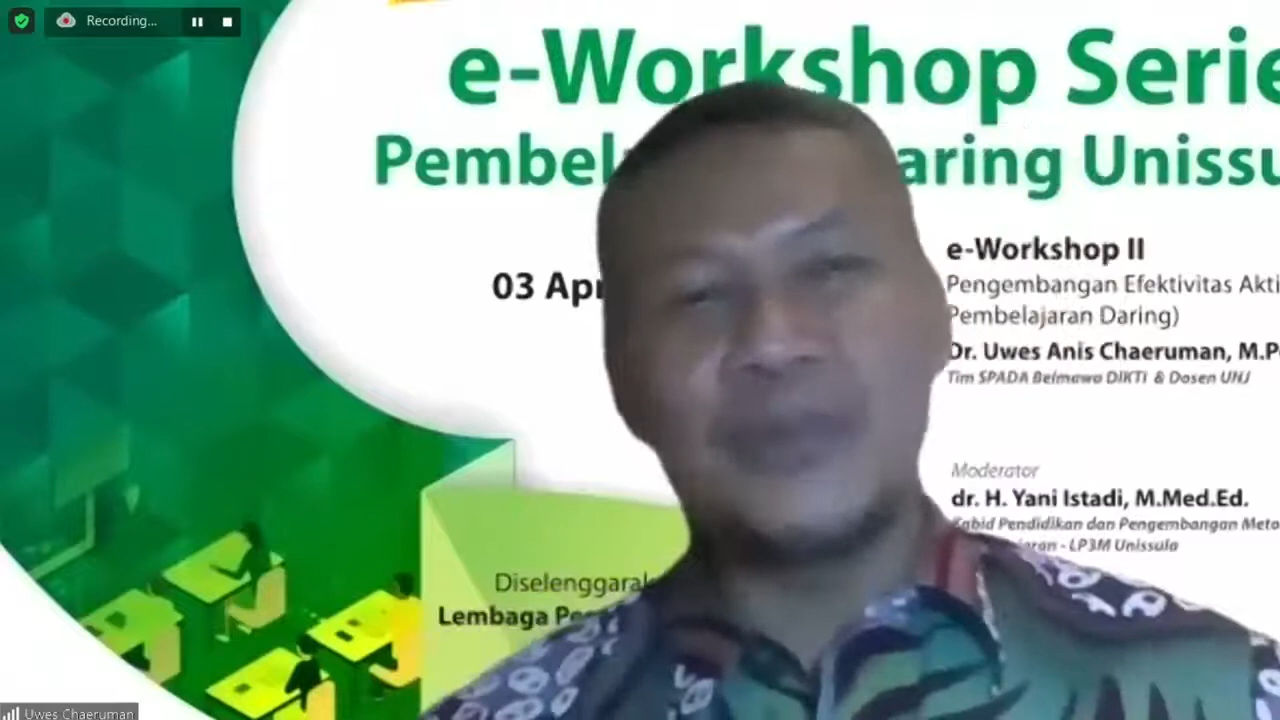 Recording...
e-Workshop Serie
Pembel aring Unissu
03 Apr
e-Workshop II
Pengembangan Efektivitas Akti
Pembelajaran Daring)
Dr. Uwes Anis Chaeruman, M.P
Tim SPADA Belmawa DIKTI & Dosen UNJ
Moderator
dr. H. Yani Istadi, M.Med.Ed.
Kabid Pendidikan dan Pengembangan Meto
jaran - LP3M Unissula
Diselenggarak
Lembaga Pe
Uwes Chaeruman